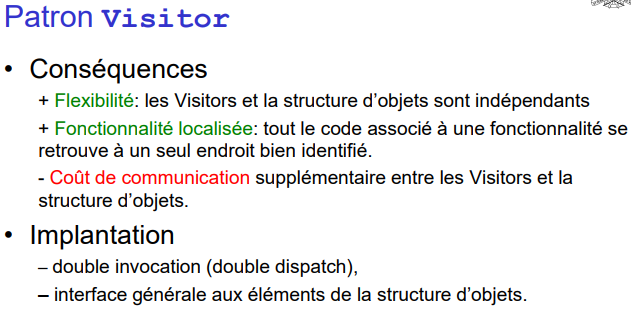 Patron Visitor
• Conséquences
+ Flexibilité: les Visitors et la structure d'objets sont indépendants
+ Fonctionnalité localisée: tout le code associé à une fonctionnalité se
retrouve à un seul endroit bien identifié.
- Coût de communication supplémentaire entre les Visitors et la
structure d'objets.
• Implantation
– double invocation (double dispatch),
– interface générale aux éléments de la structure d'objets.